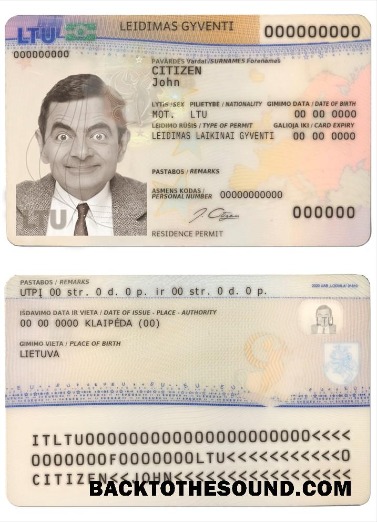 LTU LEIDIMAS GYVENTI 000000000
000000000
PAVARDĖS Vardai /SURNAMES Forenames
CITIZEN
John
LYTIS /SEX PILIETYBĖ / NATIONALITY GIMIMO DATA / DATE OF BIRTH
MOT. LTU 00 00 0000
LEIDIMO RŪŠIS / TYPE OF PERMIT GALIOJA IKI / CARD EXPIRY
LEIDIMAS LAIKINAI GYVENTI 00 00 0000
PASTABOS / REMARKS
ASMENS KODAS /
PERSONAL NUMBER 00000000000
LTU
000000
RESIDENCE PERMIT
PASTABOS / REMARKS
UTPĮ 00 str. 0 d. 0 p. ir 00 str. 0 d. 0 p.
IŠDAVIMO DATA IR VIETA / DATE OF ISSUE - PLACE - AUTHORITY
00 00 0000 KLAIPĖDA (00)
GIMIMO VIETA / PLACE OF BIRTH
LIETUVA
ITLTU000000000000000000000<<<<
0000000F0000000LTU<<<<<<<<<<<0
CITIZEN<<JOHN<<<<<<<<<<<<<<<<<
BACKTOTHESOUND.COM